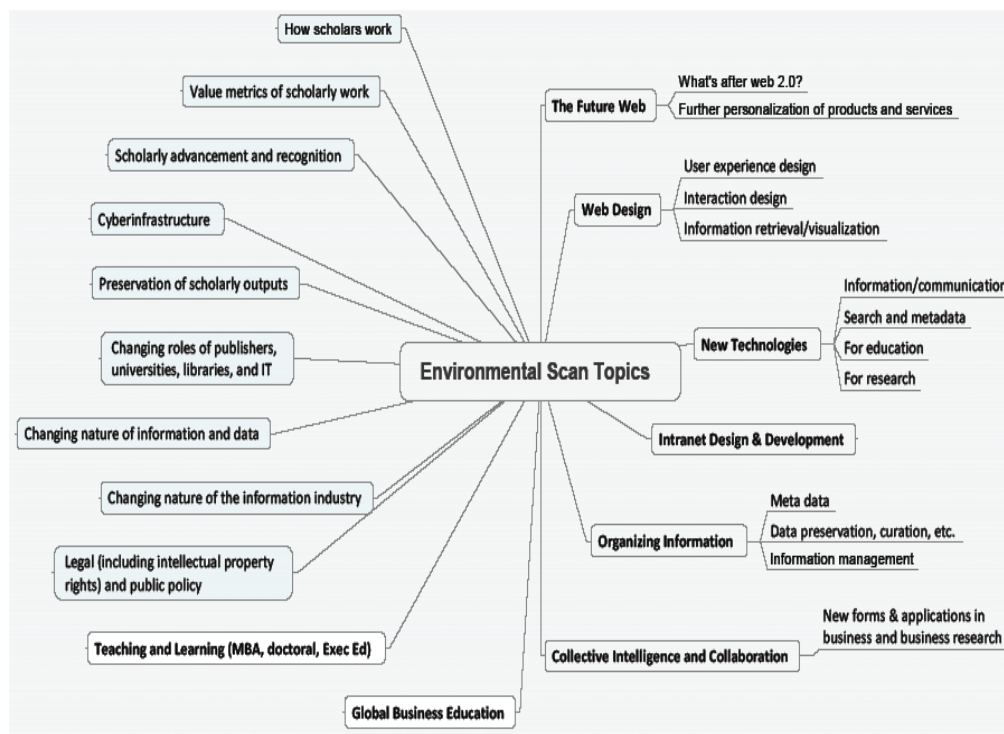 How scholars work
Value metrics of scholarly work
Scholarly advancement and recognition
Cyberinfrastructure
Preservation of scholarly outputs
Changing roles of publishers,
universities, libraries, and IT
Changing nature of information and data
Changing nature of the information industry
Legal (including intellectual property
rights) and public policy
Teaching and Learning (MBA, doctoral, Exec Ed)
Global Business Education
Environmental Scan Topics
The Future Web
What's after web 2.0?
Further personalization of products and services
Web Design
User experience design
Interaction design
Information retrieval/visualization
New Technologies
Information/communication
Search and metadata
For education
For research
Intranet Design & Development
Organizing Information
Meta data
Data preservation, curation, etc.
Information management
Collective Intelligence and Collaboration
New forms & applications in
business and business research